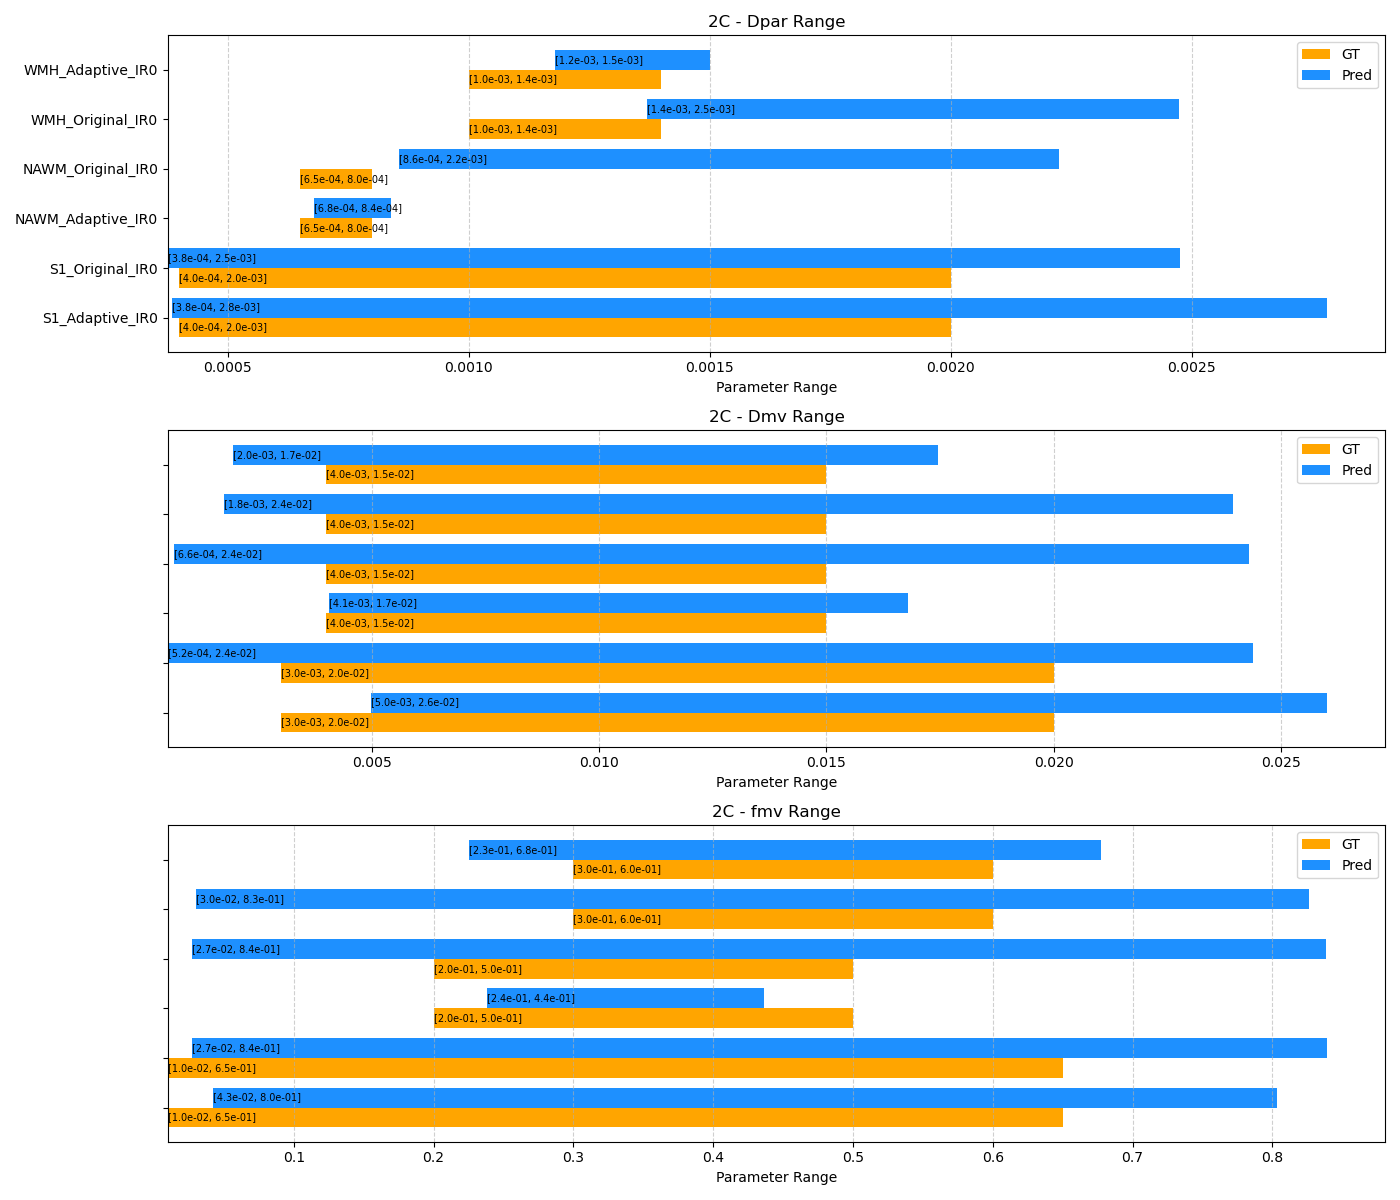 2C - Dpar Range
GT
Pred
WMH_Adaptive_IR0
[1.2e-03, 1.5e-03]
[1.0e-03, 1.4e-03]
WMH_Original_IR0
[1.4e-03, 2.5e-03]
[1.0e-03, 1.4e-03]
NAWM_Original_IR0
[8.6e-04, 2.2e-03]
[6.5e-04, 8.0e-04]
NAWM_Adaptive_IR0
[6.8e-04, 8.4e-04]
[6.5e-04, 8.0e-04]
S1_Original_IR0
[3.8e-04, 2.5e-03]
[4.0e-04, 2.0e-03]
S1_Adaptive_IR0
[3.8e-04, 2.8e-03]
[4.0e-04, 2.0e-03]
0.0005 0.0010 0.0015 0.0020 0.0025
Parameter Range
2C - Dmv Range
GT
Pred
[2.0e-03, 1.7e-02]
[4.0e-03, 1.5e-02]
[1.8e-03, 2.4e-02]
[4.0e-03, 1.5e-02]
[6.6e-04, 2.4e-02]
[4.0e-03, 1.5e-02]
[4.1e-03, 1.7e-02]
[4.0e-03, 1.5e-02]
[5.2e-04, 2.4e-02]
[3.0e-03, 2.0e-02]
[5.0e-03, 2.6e-02]
[3.0e-03, 2.0e-02]
0.005 0.010 0.015 0.020 0.025
Parameter Range
2C - fmv Range
GT
Pred
[2.3e-01, 6.8e-01]
[3.0e-01, 6.0e-01]
[3.0e-02, 8.3e-01]
[3.0e-01, 6.0e-01]
[2.7e-02, 8.4e-01]
[2.0e-01, 5.0e-01]
[2.4e-01, 4.4e-01]
[2.0e-01, 5.0e-01]
[2.7e-02, 8.4e-01]
[1.0e-02, 6.5e-01]
[4.3e-02, 8.0e-01]
[1.0e-02, 6.5e-01]
0.1 0.2 0.3 0.4 0.5 0.6 0.7 0.8
Parameter Range